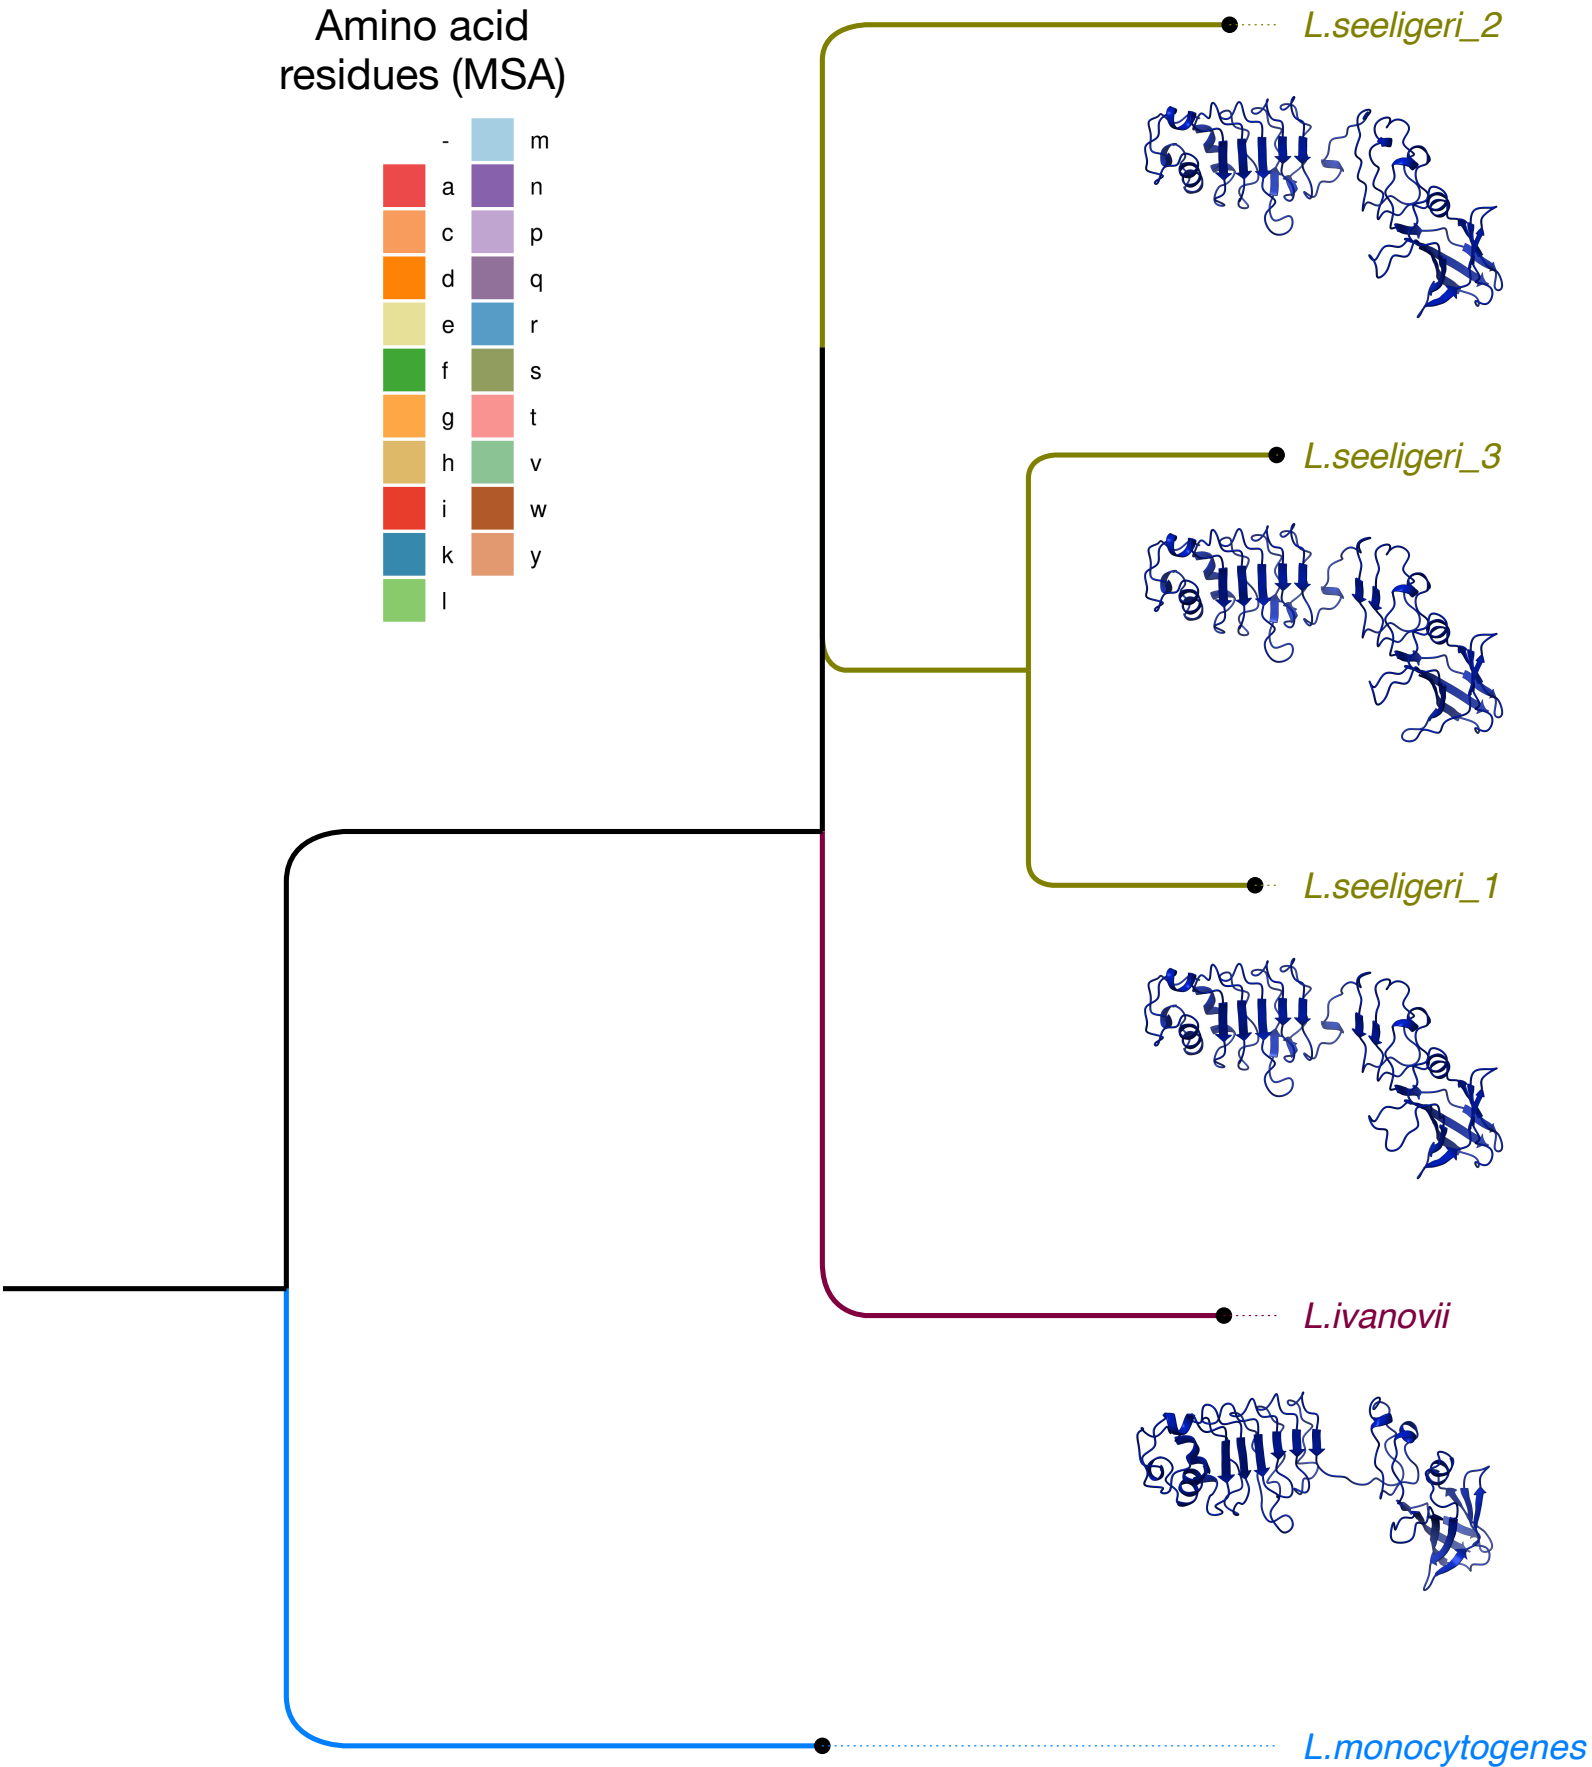 Amino acid
residues (MSA)
- m
a n
c p
d q
e r
f s
g t
h v
i w
k y
l
L.seeligeri_2
L.seeligeri_3
L.seeligeri_1
L.ivanovii
L.monocytogenes